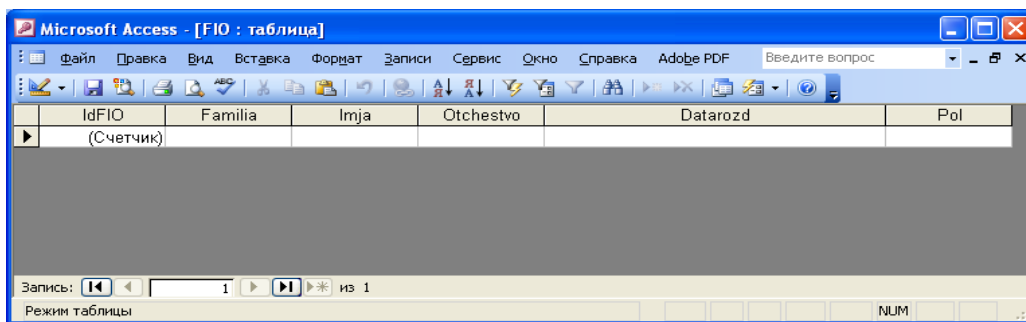 Microsoft Access - [FIO : таблица]
Файл Правка Вид Вставка Формат Записи Сервис Окно Справка Adobe PDF Введите вопрос
IdFIO Familia Imja Otchestvo Datarozd Pol
(Счетчик)
Запись: 1 из 1
Режим таблицы NUM